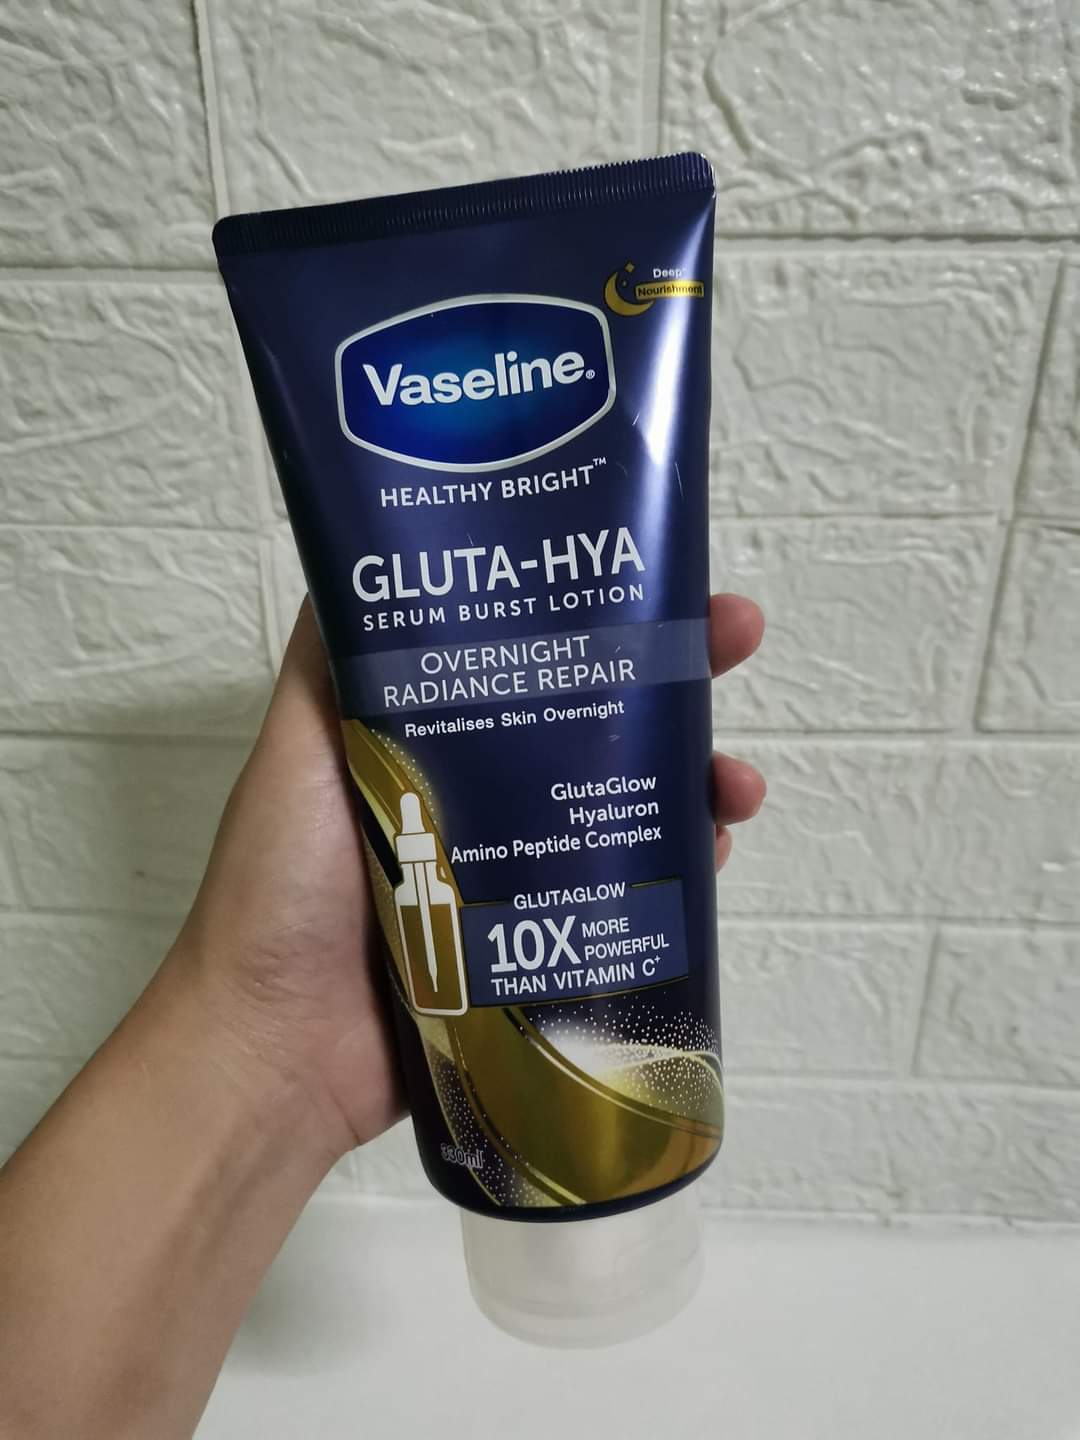 Deep+
Nourishment
Vaseline®
HEALTHY BRIGHT™
GLUTA-HYA
SERUM BURST LOTION
OVERNIGHT
RADIANCE REPAIR
Revitalises Skin Overnight
GlutaGlow
Hyaluron
Amino Peptide Complex
GLUTAGLOW
10X MORE
POWERFUL
THAN VITAMIN C+
330ml